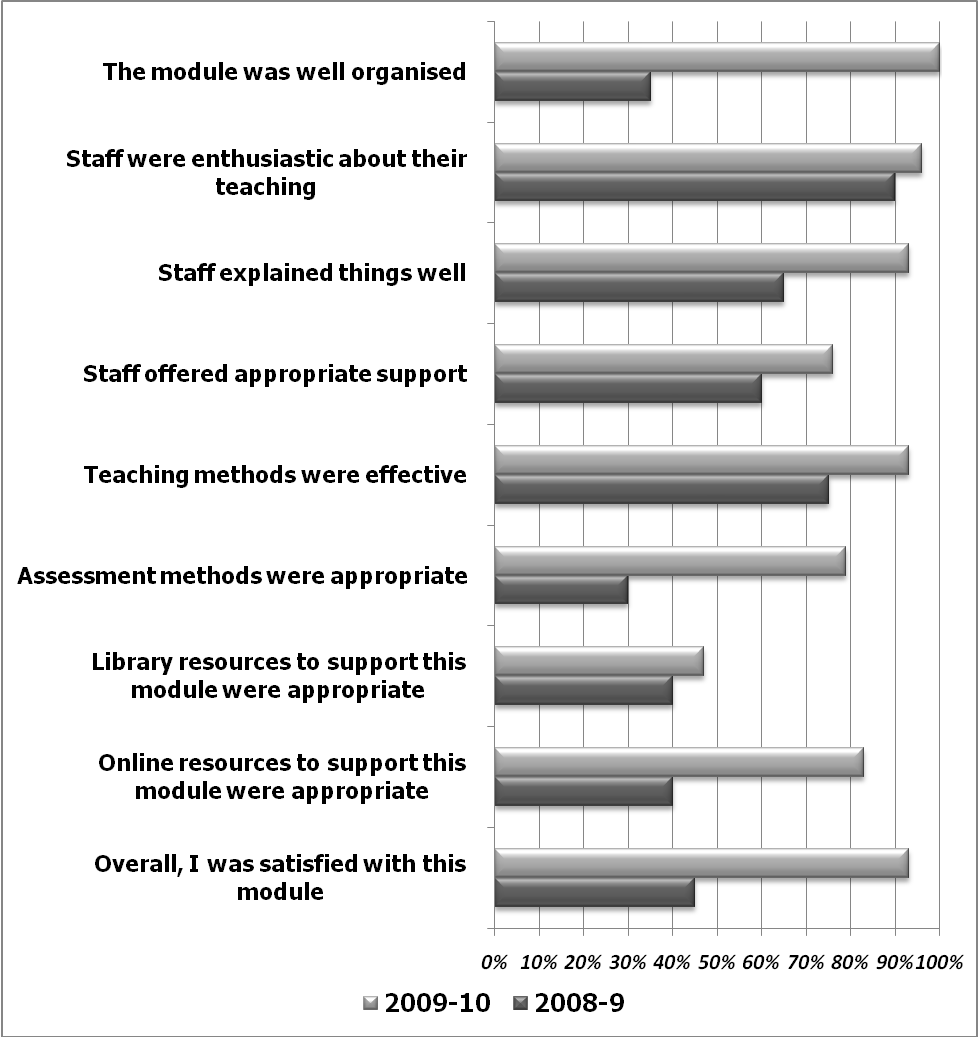 The module was well organised
Staff were enthusiastic about their
teaching
Staff explained things well
Staff offered appropriate support
Teaching methods were effective
Assessment methods were appropriate
Library resources to support this
module were appropriate
Online resources to support this
module were appropriate
Overall, I was satisfied with this
module
0% 10% 20% 30% 40% 50% 60% 70% 80% 90% 100%
2009-10 2008-9